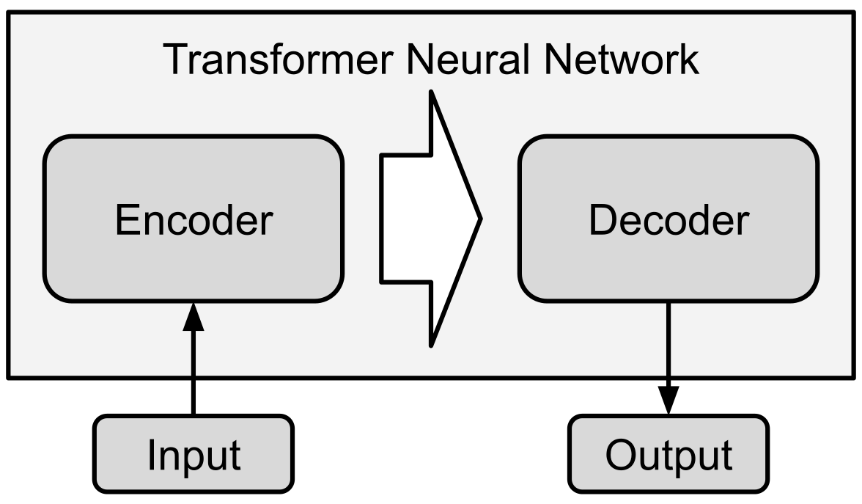 Transformer Neural Network
Encoder
Decoder
Input
Output